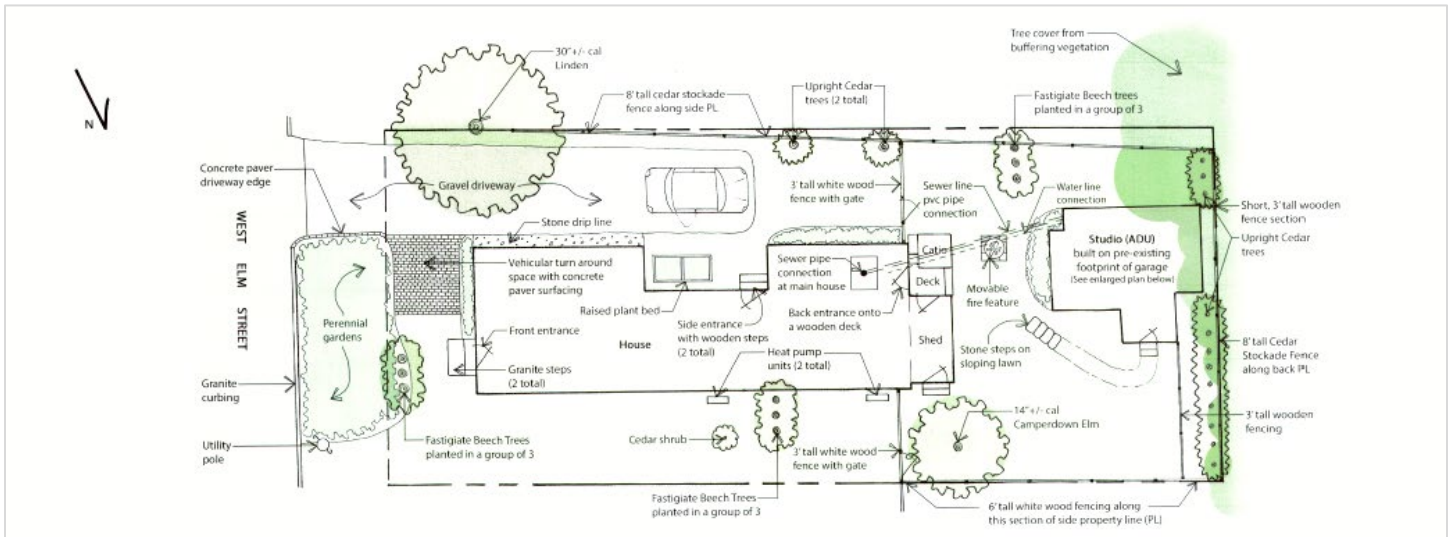 Tree cover from
buffering vegetation
30"+/- cal
Linden
N
8' tall cedar stockade
fence along side PL
Upright Cedar
trees (2 total)
Fastigiate Beech trees
planted in a group of 3
Concrete paver
driveway edge
Gravel driveway
3' tall white wood
fence with gate
Sewer line
pvc pipe
connection
Water line
connection
Short, 3' tall wooden
fence section
WEST ELM STREET
Stone drip line
Vehicular turn around
space with concrete
paver surfacing
Sewer pipe
connection
at main house
Catio
Deck
Studio (ADU)
built on pre-existing
footprint of garage
(See enlarged plan below)
Upright Cedar
trees
Movable
fire feature
Raised plant bed
Side entrance
with wooden steps
(2 total)
Back entrance onto
a wooden deck
Perennial
gardens
Front entrance
House
Shed
Stone steps on
sloping lawn
8' tall Cedar
Stockade Fence
along back PL
Granite steps
(2 total)
Heat pump
units (2 total)
Granite
curbing
14"+/- cal
Camperdown Elm
3' tall wooden
fencing
Utility
pole
Fastigiate Beech Trees
planted in a group of 3
Cedar shrub
3' tall white wood
fence with gate
Fastigiate Beech Trees
planted in a group of 3
6' tall white wood fencing along
this section of side property line (PL)